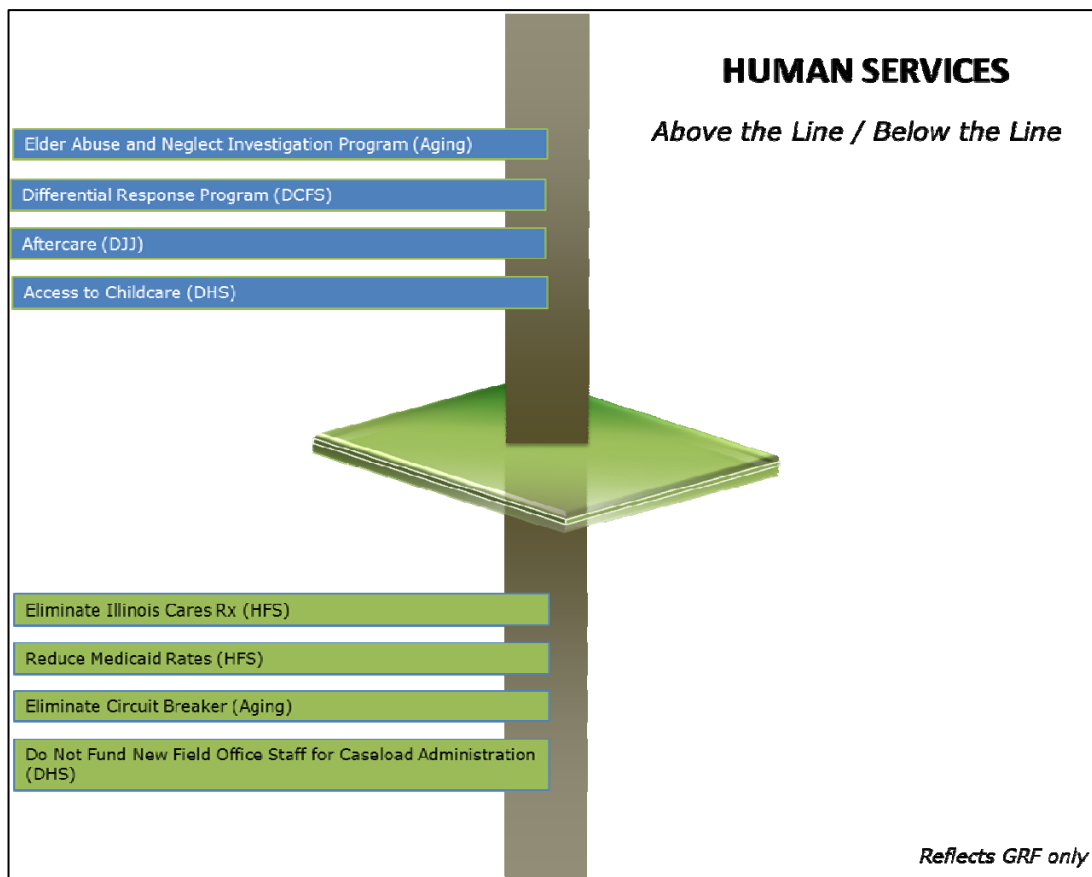 HUMAN SERVICES
Above the Line / Below the Line
Elder Abuse and Neglect Investigation Program (Aging)
Differential Response Program (DCFS)
Aftercare (DJJ)
Access to Childcare (DHS)
Eliminate Illinois Cares Rx (HFS)
Reduce Medicaid Rates (HFS)
Eliminate Circuit Breaker (Aging)
Do Not Fund New Field Office Staff for Caseload Administration
(DHS)
Reflects GRF only